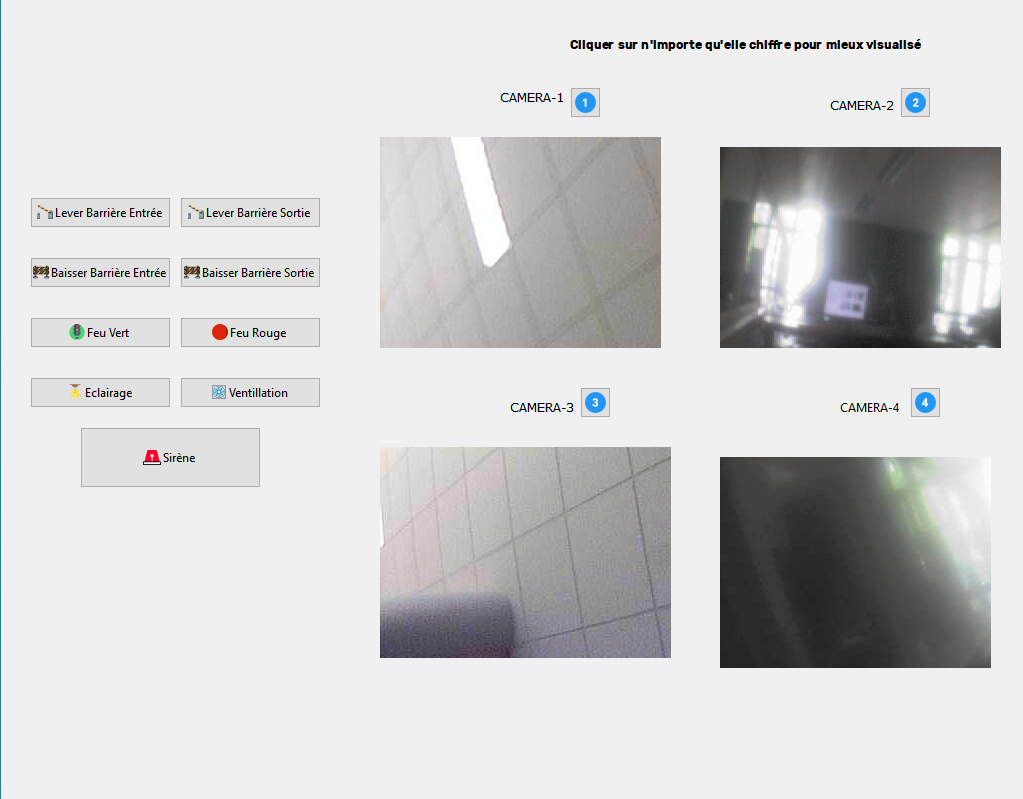 Cliquer sur n'importe qu'elle chiffre pour mieux visualisé
CAMERA-1 1
CAMERA-2 2
Lever Barrière Entrée
Lever Barrière Sortie
Baisser Barrière Entrée
Baisser Barrière Sortie
Feu Vert
Feu Rouge
Eclairage
Ventillation
Sirène
CAMERA-3 3
CAMERA-4 4